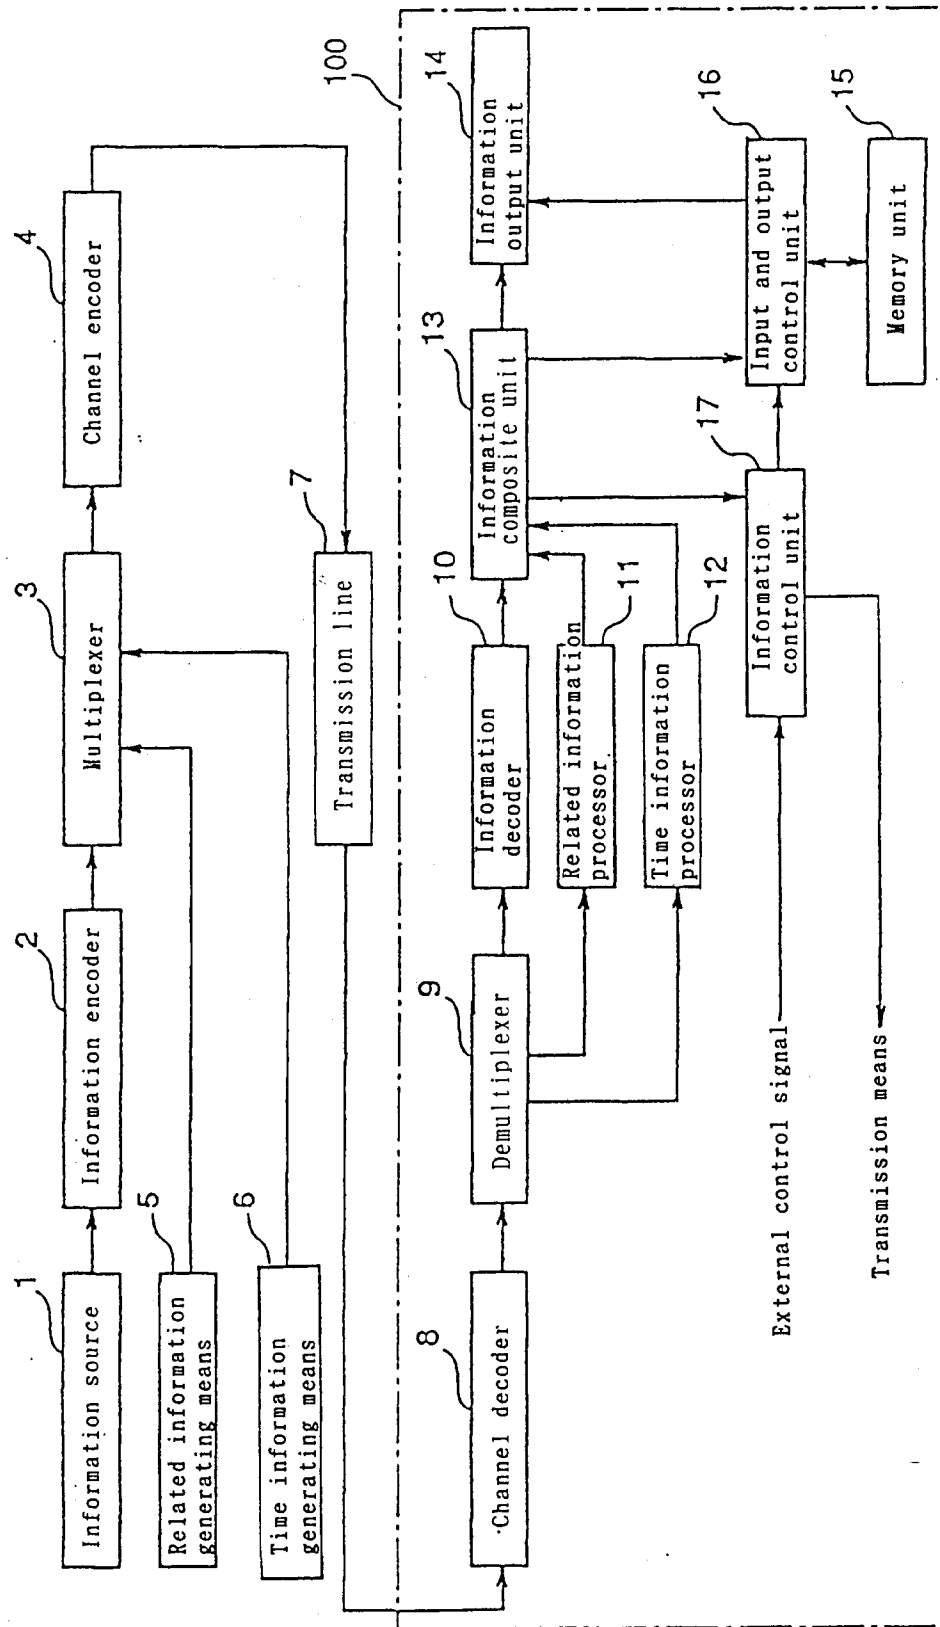 1
Information source
2
Information encoder
3
Multiplexer
4
Channel encoder
5
Related information
generating means
6
Time information
generating means
7
Transmission line
100
8
Channel decoder
9
Demultiplexer
10
Information
decoder
11
Related information
processor
12
Time information
processor
13
Information
composite unit
14
Information
output unit
16
Input and output
control unit
15
Memory unit
17
Information
control unit
External control signal
Transmission means